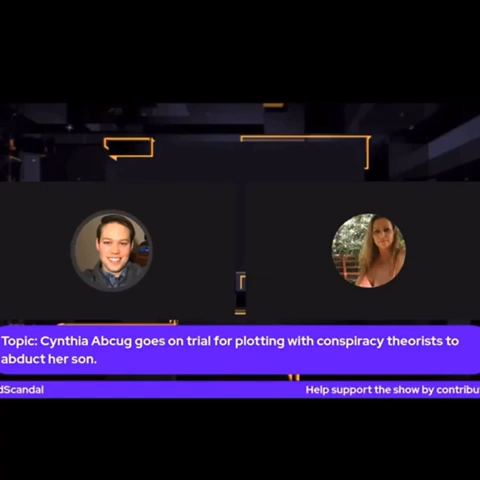 Topic: Cynthia Abcug goes on trial for plotting with conspiracy theorists to
abduct her son.
dScandal
Help support the show by contribu